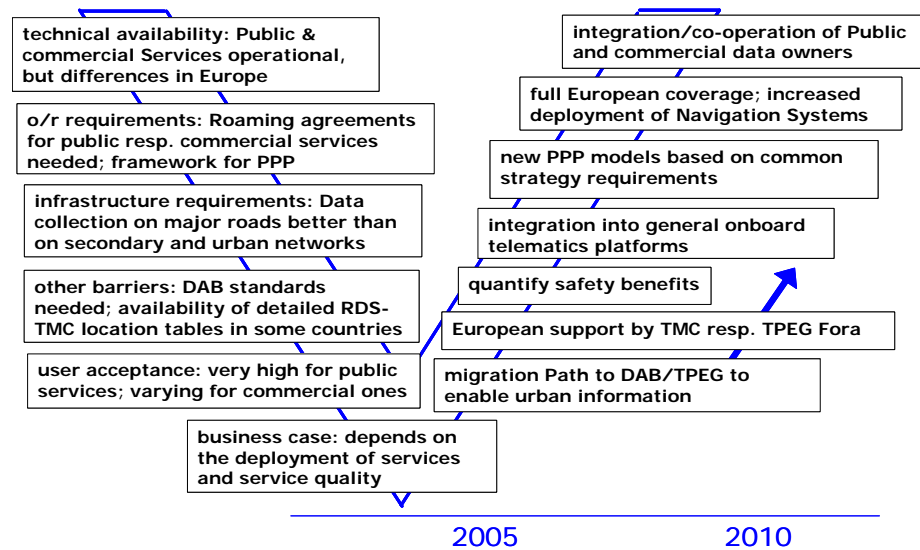 technical availability: Public &
commercial Services operational,
but differences in Europe
o/r requirements: Roaming agreements
for public resp. commercial services
needed; framework for PPP
infrastructure requirements: Data
collection on major roads better than
on secondary and urban networks
other barriers: DAB standards
needed; availability of detailed RDS-
TMC location tables in some countries
user acceptance: very high for public
services; varying for commercial ones
business case: depends on
the deployment of services
and service quality
integration/co-operation of Public
and commercial data owners
full European coverage; increased
deployment of Navigation Systems
new PPP models based on common
strategy requirements
integration into general onboard
telematics platforms
quantify safety benefits
European support by TMC resp. TPEG Fora
migration Path to DAB/TPEG to
enable urban information
2005
2010